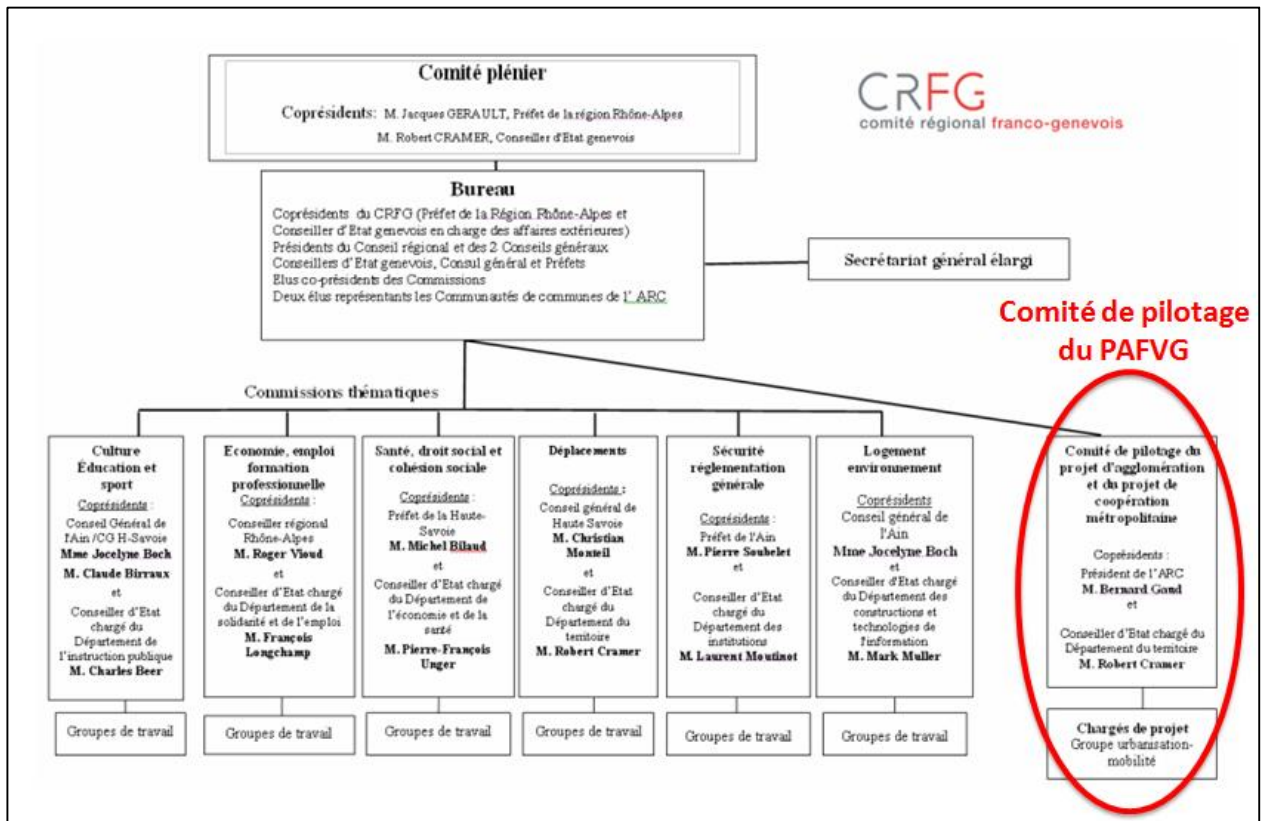 Comité plénier
Coprésidents: M. Jacques GERAULT, Préfet de la région Rhône-Alpes
M. Robert CRAMER, Conseiller d'Etat genevois
CRFG
comité régional franco-genevois
Bureau
Coprésidents du CRFG (Préfet de la Région Rhône-Alpes et
Conseiller d'Etat genevois en charge des affaires extérieures)
Présidents du Conseil régional et des 2 Conseils généraux
Conseillers d'Etat genevois, Consul général et Préfets
Elus co-présidents des Commissions
Deux élus représentants les Communautés de communes de l' ARC
Secrétariat général élargi
Comité de pilotage
du PAFVG
Commissions thématiques
Culture
Éducation et
sport
Coprésidents :
Conseil Général de
l'Ain /CG H-Savoie
Mme Jocelyne Boch
M. Claude Birraux
et
Conseiller d'Etat
chargé du
Département de
l'instruction publique
M. Charles Beer
Groupes de travail
Economie, emploi
formation
professionnelle
Coprésidents :
Conseiller régional
Rhône-Alpes
M. Roger Vioud
et
Conseiller d'Etat chargé
du Département de la
solidarité et de l'emploi
M. François
Longchamp
Groupes de travail
Santé, droit social et
cohésion sociale
Coprésidents :
Préfet de la Haute-
Savoie
M. Michel Bilaud
et
Conseiller d'Etat chargé
du Département de
l'économie et de la
santé
M. Pierre-François
Unger
Groupes de travail
Déplacements
Coprésidents :
Conseil général de
Haute Savoie
M. Christian
Monteil
et
Conseiller d'Etat
chargé du
Département du
territoire
M. Robert Cramer
Groupes de travail
Sécurité
réglementation
générale
Coprésidents :
Préfet de l'Ain
M. Pierre Soubelet
et
Conseiller d'Etat
chargé du
Département des
institutions
M. Laurent Moutinot
Groupes de travail
Logement
environnement
Coprésidents
Conseil général de
l'Ain
Mme Jocelyne Boch
et
Conseiller d'Etat chargé
du Département des
constructions et
technologies de
l'information
M. Mark Muller
Groupes de travail
Comité de pilotage du
projet d'agglomération
et du projet de
coopération
métropolitaine
Coprésidents :
Président de l'ARC
M. Bernard Gaud
et
Conseiller d'Etat chargé du
Département du territoire
M. Robert Cramer
Chargés de projet
Groupe urbanisation-
mobilité